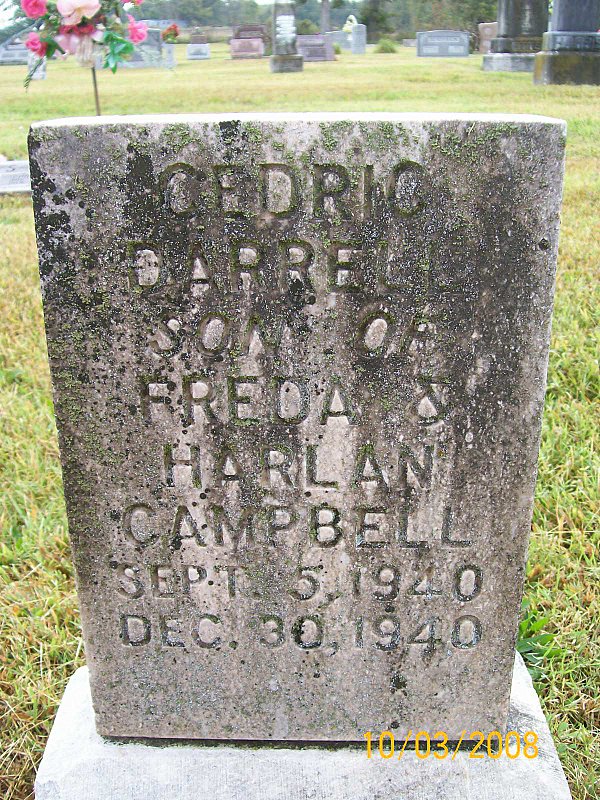 CEDRIC
DARRELL
SON OF
FREDA &
HARLAN
CAMPBELL
SEPT. 5, 1940
DEC. 30, 1940
10/03/2008